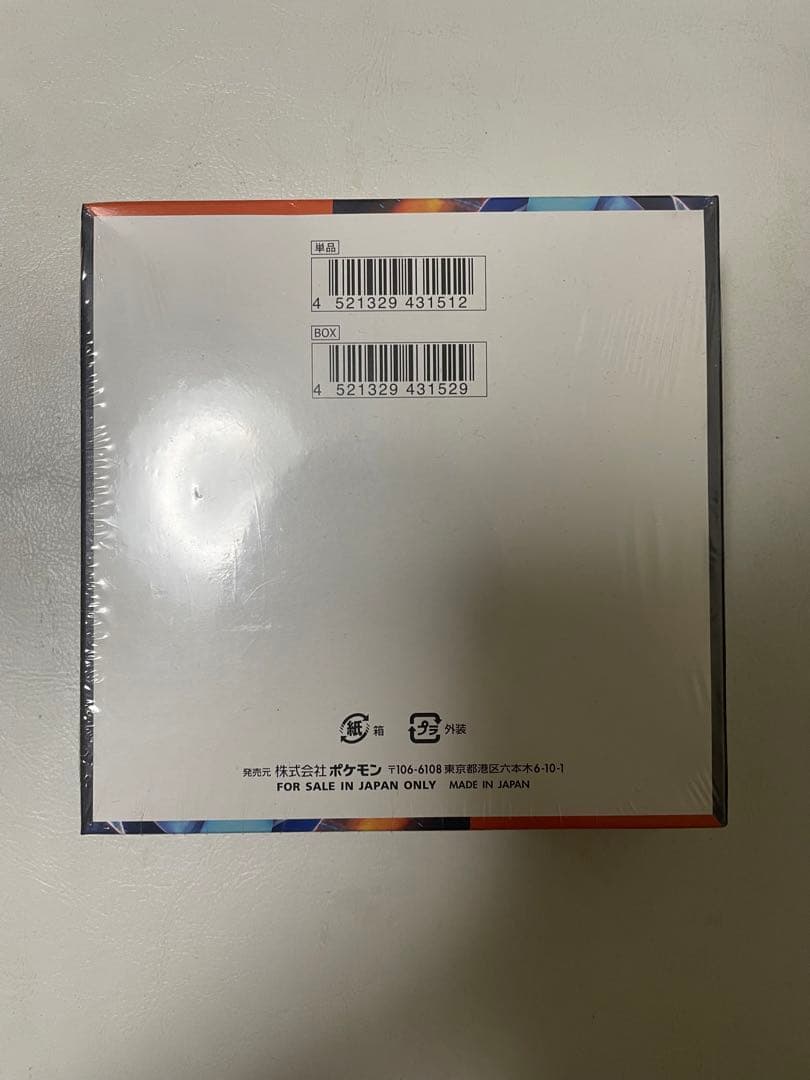 単品
4 521329 431512
BOX
4 521329 431529
紙 箱 プラ 外装
発売元 株式会社ポケモン 〒106-6108 東京都港区六本木6-10-1
FOR SALE IN JAPAN ONLY MADE IN JAPAN